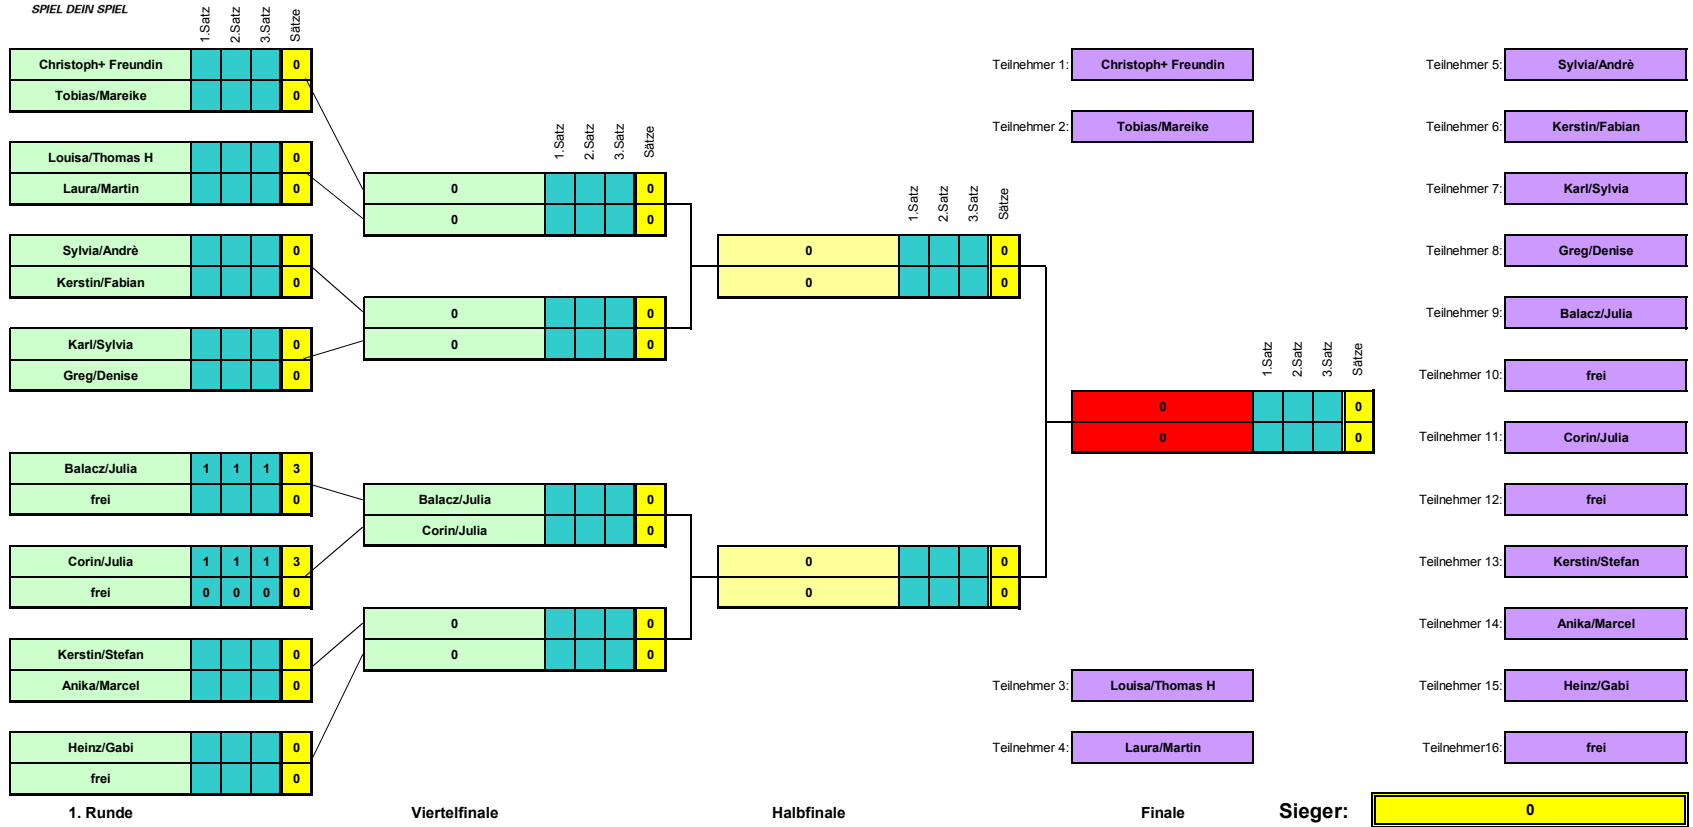 SPIEL DEIN SPIEL
1.Satz 2.Satz 3.Satz Sätze
Christoph+ Freundin 0
Tobias/Mareike 0
Louisa/Thomas H 0
Laura/Martin 0
Sylvia/Andrè 0
Kerstin/Fabian 0
Karl/Sylvia 0
Greg/Denise 0
Balacz/Julia 1 1 1 3
frei 0
Corin/Julia 1 1 1 3
frei 0 0 0 0
Kerstin/Stefan 0
Anika/Marcel 0
Heinz/Gabi 0
frei 0
1. Runde
1.Satz 2.Satz 3.Satz Sätze
0 0
0 0
0 0
0 0
Balacz/Julia 0
Corin/Julia 0
0 0
0 0
Viertelfinale
1.Satz 2.Satz 3.Satz Sätze
0 0
0 0
0 0
0 0
Halbfinale
Teilnehmer 1: Christoph+ Freundin
Teilnehmer 2: Tobias/Mareike
1.Satz 2.Satz 3.Satz Sätze
0 0
0 0
Teilnehmer 3: Louisa/Thomas H
Teilnehmer 4: Laura/Martin
Finale
Teilnehmer 5: Sylvia/Andrè
Teilnehmer 6: Kerstin/Fabian
Teilnehmer 7: Karl/Sylvia
Teilnehmer 8: Greg/Denise
Teilnehmer 9: Balacz/Julia
Teilnehmer 10: frei
Teilnehmer 11: Corin/Julia
Teilnehmer 12: frei
Teilnehmer 13: Kerstin/Stefan
Teilnehmer 14: Anika/Marcel
Teilnehmer 15: Heinz/Gabi
Teilnehmer16: frei
Sieger: 0